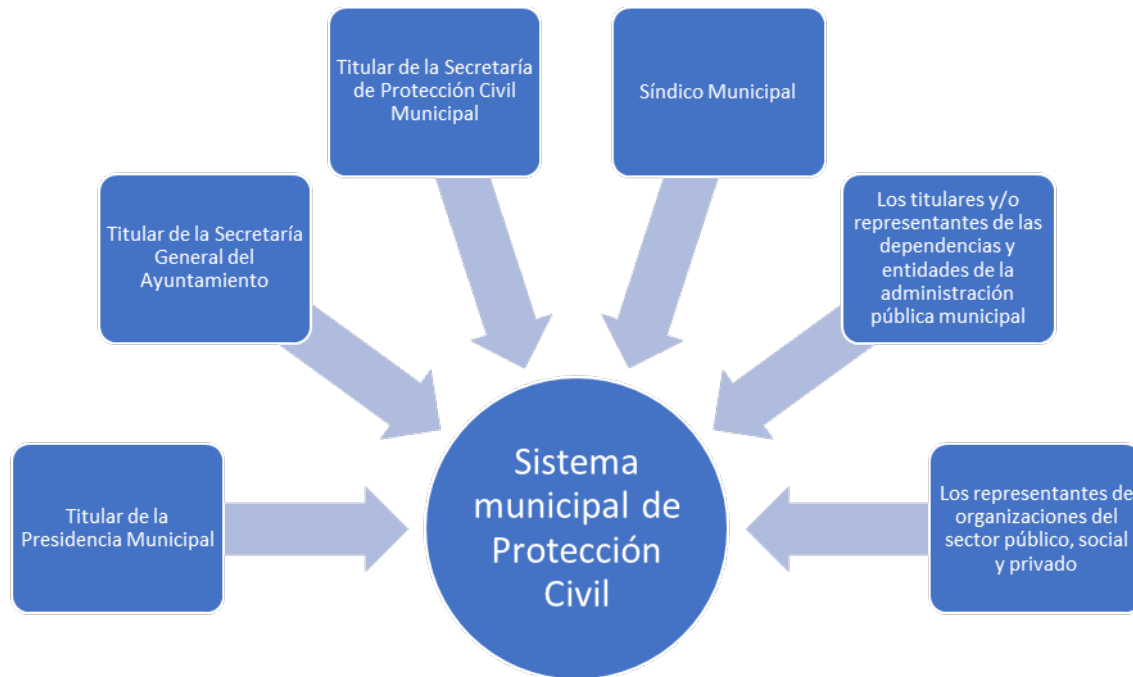 Titular de la Secretaría
de Protección Civil
Municipal
Síndico Municipal
Titular de la Secretaría
General del
Ayuntamiento
Los titulares y/o
representantes de las
dependencias y
entidades de la
administración
pública municipal
Titular de la
Presidencia Municipal
Sistema
municipal de
Protección
Civil
Los representantes de
organizaciones del
sector público, social
y privado